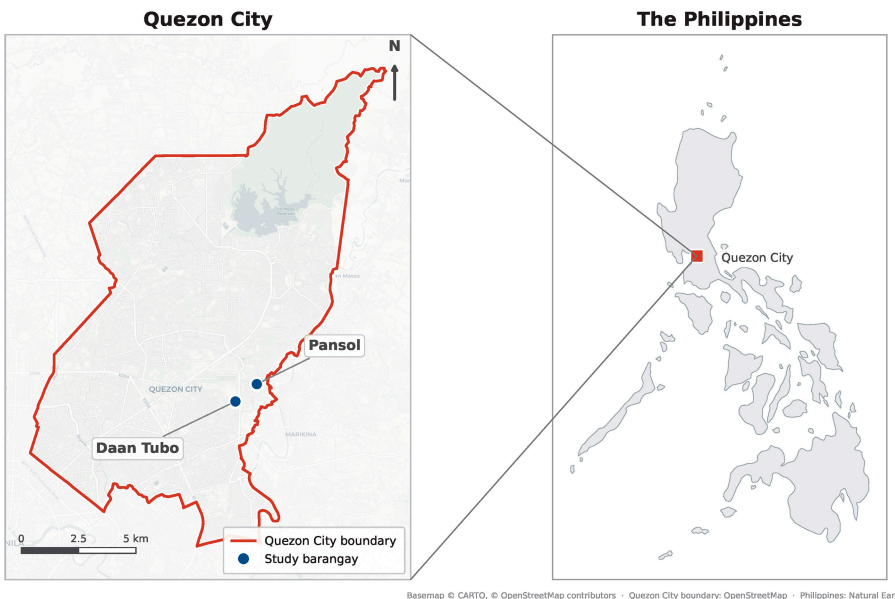 Quezon City
The Philippines
N
Quezon City
Pansol
QUEZON CITY
Daan Tubo
MARIKINA
0 2.5 5 km
Quezon City boundary
Study barangay
Basemap © CARTO, © OpenStreetMap contributors · Quezon City boundary: OpenStreetMap · Philippines: Natural Ear